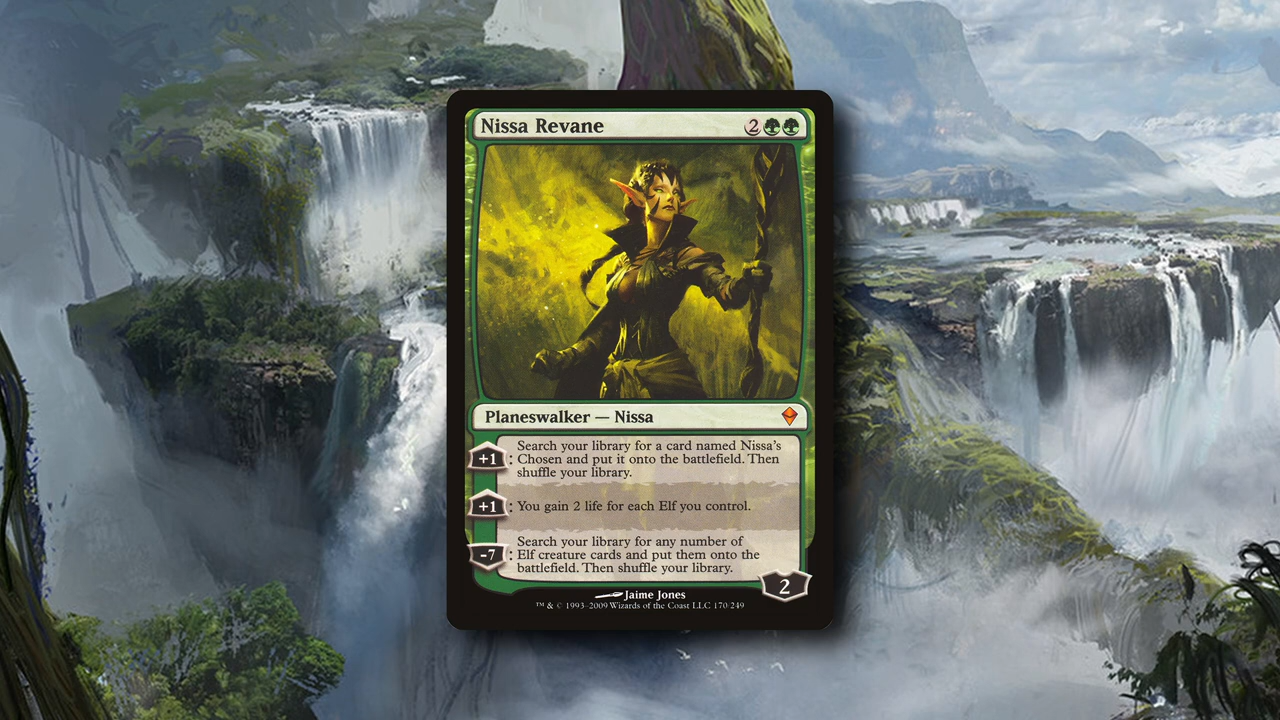 Nissa Revane 2
Planeswalker — Nissa
+1: Search your library for a card named Nissa's
Chosen and put it onto the battlefield. Then
shuffle your library.
+1: You gain 2 life for each Elf you control.
-7: Search your library for any number of
Elf creature cards and put them onto the
battlefield. Then shuffle your library.
2
Jaime Jones
™ & © 1993–2009 Wizards of the Coast LLC 170/249